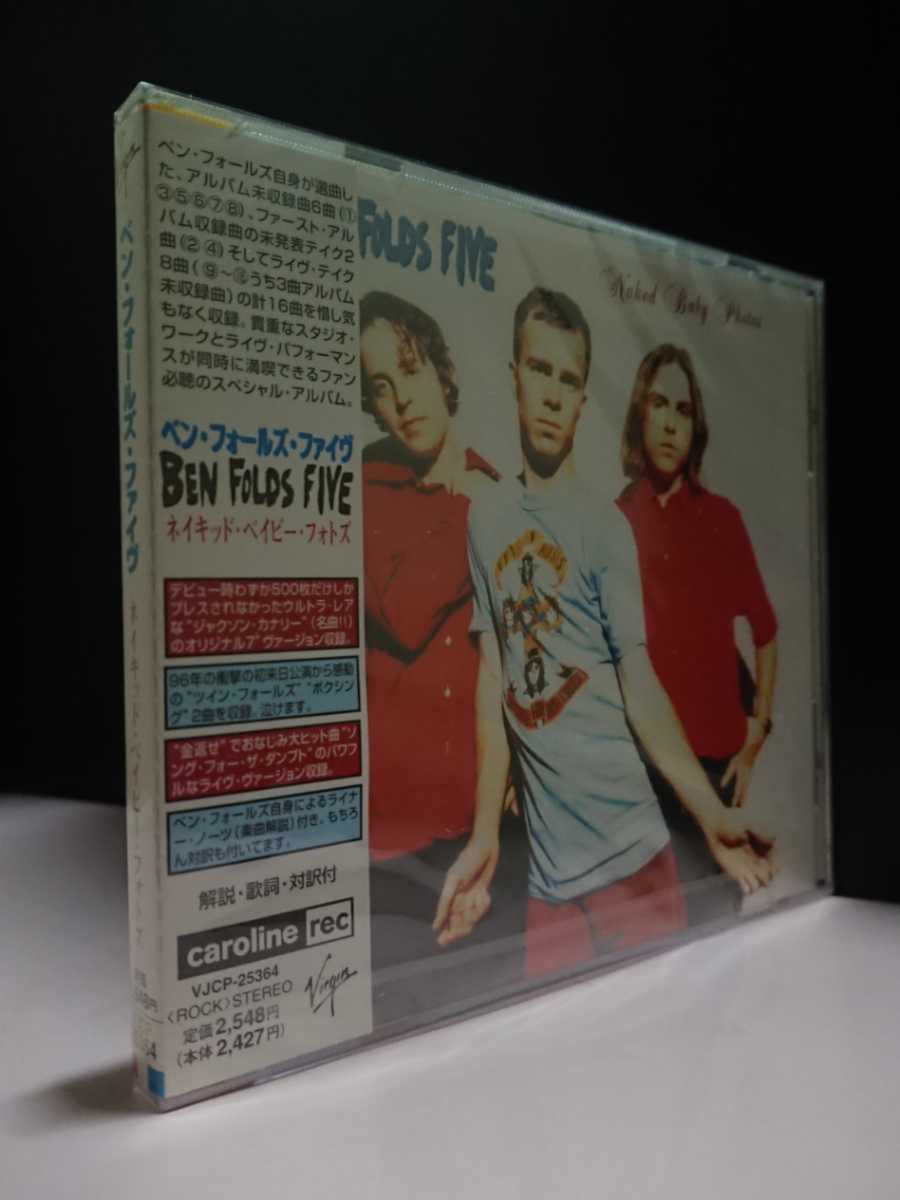 ベン・フォールズ自身が選曲し
た、アルバム未収録曲6曲(①
③⑤⑥⑦⑧)、ファースト・アル
バム収録曲の未発表テイク2
曲(②④)そしてライヴ・テイク
8曲(⑨〜⑯うち3曲アルバム
未収録曲)の計16曲を惜し気
もなく収録。貴重なスタジオ・
ワークとライヴ・パフォーマン
スが同時に満喫できるファン
必聴のスペシャル・アルバム。
ベン・フォールズ・ファイヴ
BEN FOLDS FIVE
ネイキッド・ベイビー・フォトズ
デビュー時わずか500枚だけしか
プレスされなかったウルトラ・レア
な"ジャクソン・カナリー"(名曲!!)
のオリジナル7"ヴァージョン収録。
96年の衝撃の初来日公演から感動
の"ツイン・フォールズ" "ボクシン
グ"2曲を収録。泣けます。
"金返せ"でおなじみ大ヒット曲"ソ
ング・フォー・ザ・ダンプト"のパワフ
ルなライヴ・ヴァージョン収録。
ベン・フォールズ自身によるライナ
ー・ノーツ(楽曲解説)付き。もちろ
ん対訳も付いてます。
解説・歌詞・対訳付
caroline rec
VJCP-25364
〈ROCK〉STEREO
Virgin
定価2,548円
(本体2,427円)
Virgin
ベン・フォールズ・ファイヴ
ネイキッド・ベイビー・フォトズ
FOLDS FIVE
Naked Baby Photos